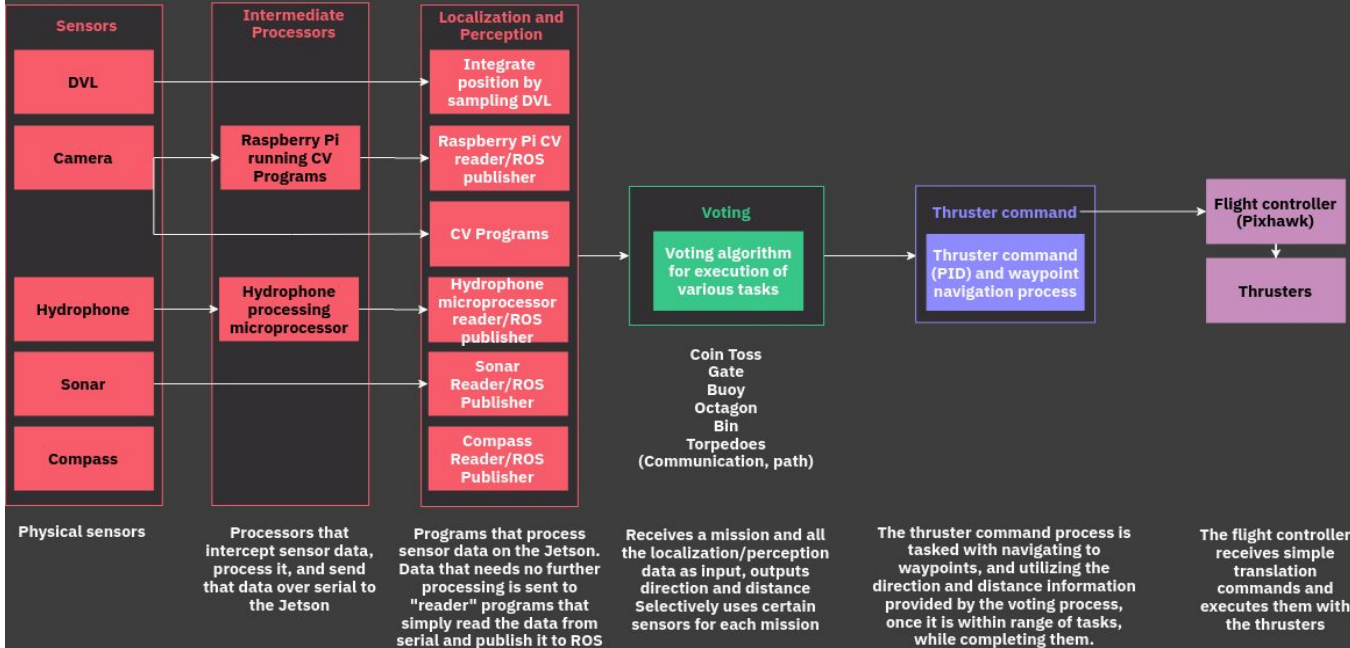 Sensors
DVL
Camera
Hydrophone
Sonar
Compass
Physical sensors
Intermediate
Processors
Raspberry Pi
running CV
Programs
Hydrophone
processing
microprocessor
Processors that
intercept sensor data,
process it, and send
that data over serial to
the Jetson
Localization and
Perception
Integrate
position by
sampling DVL
Raspberry Pi CV
reader/ROS
publisher
CV Programs
Hydrophone
microprocessor
reader/ROS
publisher
Sonar
Reader/ROS
Publisher
Compass
Reader/ROS
Publisher
Programs that process
sensor data on the Jetson.
Data that needs no further
processing is sent to
"reader" programs that
simply read the data from
serial and publish it to ROS
Voting
Voting algorithm
for execution of
various tasks
Coin Toss
Gate
Buoy
Octagon
Bin
Torpedoes
(Communication, path)
Receives a mission and all
the localization/perception
data as input, outputs
direction and distance
Selectively uses certain
sensors for each mission
Thruster command
Thruster command
(PID) and waypoint
navigation process
The thruster command process is
tasked with navigating to
waypoints, and utilizing the
direction and distance information
provided by the voting process,
once it is within range of tasks,
while completing them.
Flight controller
(Pixhawk)
Thrusters
The flight controller
receives simple
translation
commands and
executes them with
the thrusters